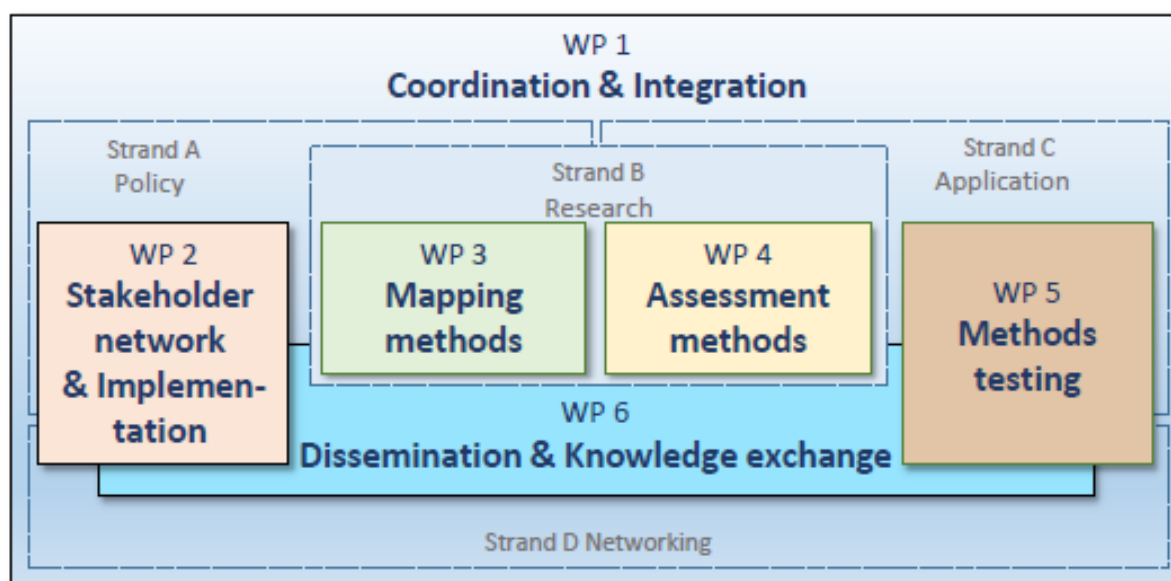 WP 1
Coordination & Integration
Strand A
Policy
Strand B
Research
Strand C
Application
WP 2
Stakeholder
network
& Implemen-
tation
WP 3
Mapping
methods
WP 4
Assessment
methods
WP 5
Methods
testing
WP 6
Dissemination & Knowledge exchange
Strand D Networking